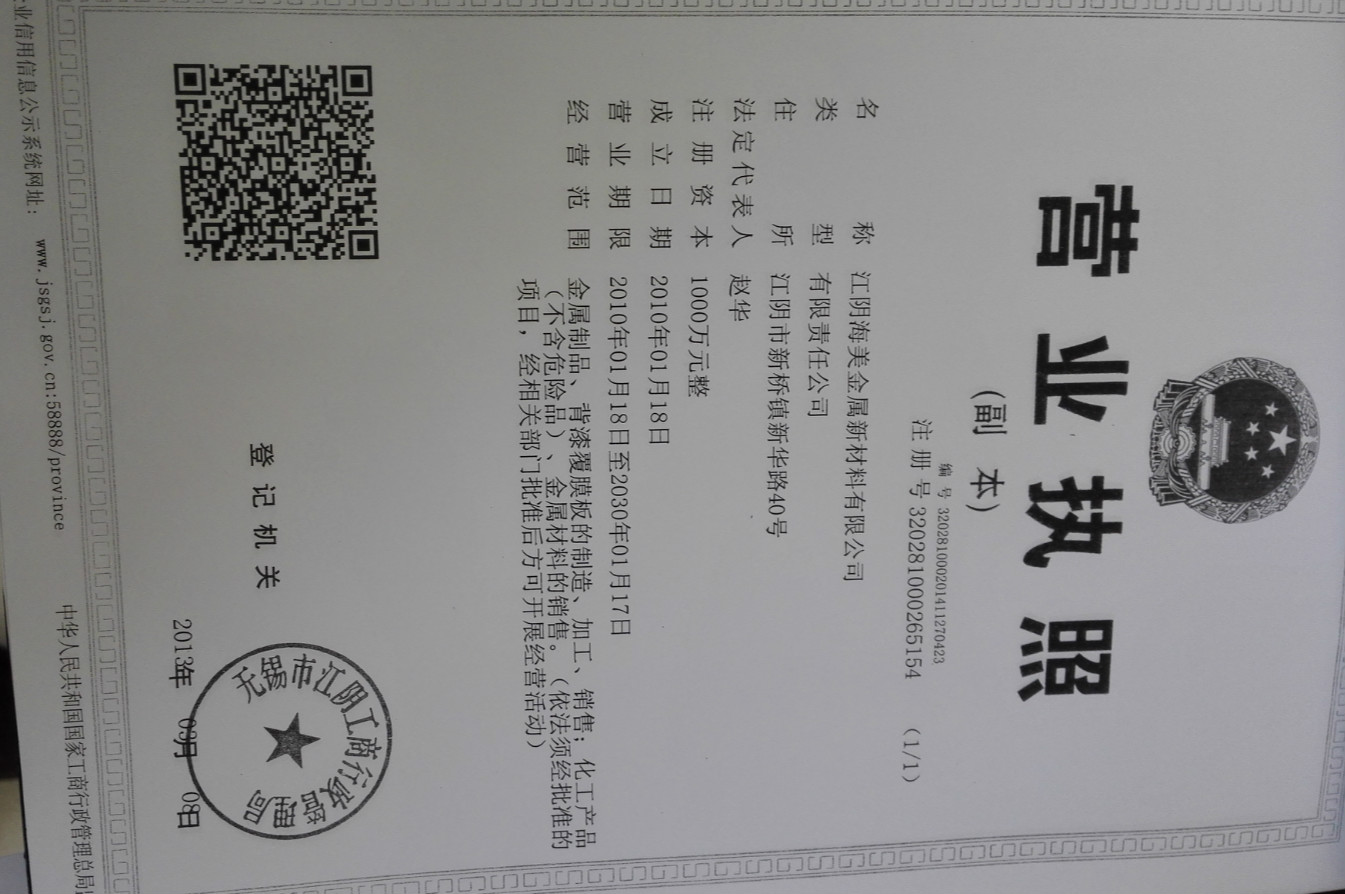 营业执照
(副 本)
编 号 320281000201411270423
注 册 号 320281000265154 (1/1)
名 称 江阴海美金属新材料有限公司
类 型 有限责任公司
住 所 江阴市新桥镇新华路40号
法定代表人 赵华
注 册 资 本 1000万元整
成 立 日 期 2010年01月18日
营 业 期 限 2010年01月18日至2030年01月17日
经 营 范 围 金属制品、背漆覆膜板的制造、加工、销售；化工产品
（不含危险品）、金属材料的销售。（依法须经批准的
项目，经相关部门批准后方可开展经营活动）
登 记 机 关
无锡市江阴工商行政管理局
2013年 03月 08日
业信用信息公示系统网址： www.jsgsj.gov.cn:58888/province
中华人民共和国国家工商行政管理总局